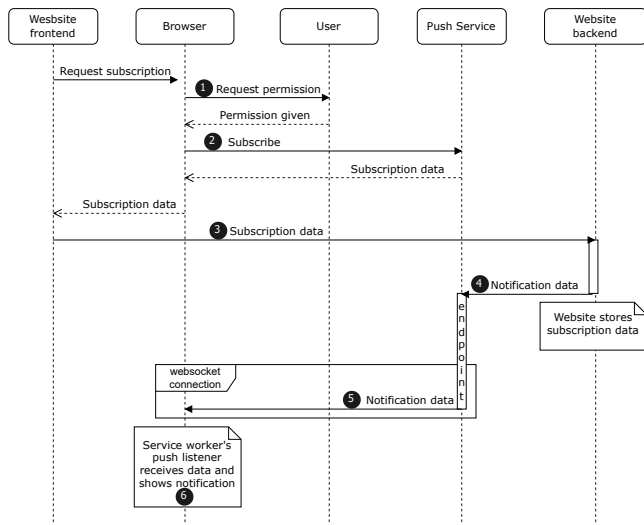 Wesbsite
frontend
Browser
User
Push Service
Website
backend
Request subscription
1 Request permission
Permission given
2 Subscribe
Subscription data
Subscription data
3 Subscription data
4 Notification data
endpoint
Website stores
subscription data
websocket
connection
5 Notification data
Service worker's
push listener
receives data and
shows notification
6